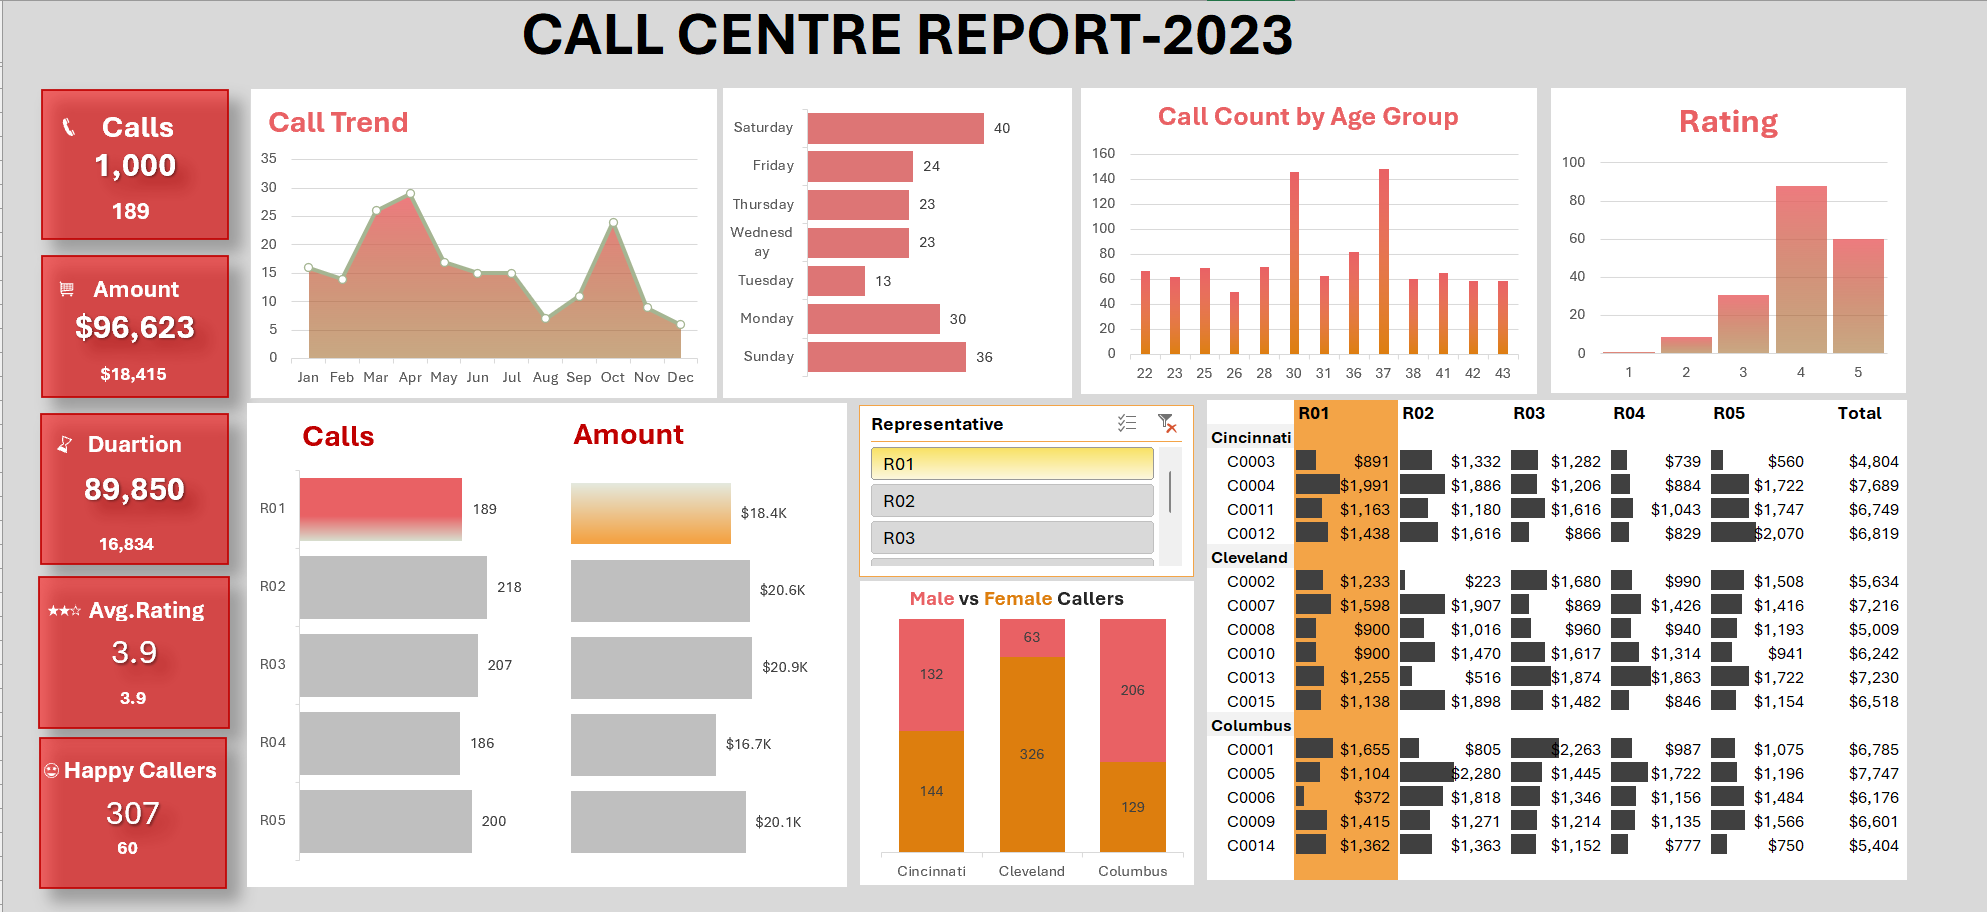 CALL CENTRE REPORT-2023
Calls
1,000
189
Amount
$96,623
$18,415
Duartion
89,850
16,834
Avg.Rating
3.9
3.9
Happy Callers
307
60
Call Trend
35
30
25
20
15
10
5
0
Jan Feb Mar Apr May Jun Jul Aug Sep Oct Nov Dec
Saturday 40
Friday 24
Thursday 23
Wednesd
ay 23
Tuesday 13
Monday 30
Sunday 36
Call Count by Age Group
160
140
120
100
80
60
40
20
0
22 23 25 26 28 30 31 36 37 38 41 42 43
Rating
100
80
60
40
20
0
1 2 3 4 5
Calls
R01 189
R02 218
R03 207
R04 186
R05 200
Amount
$18.4K
$20.6K
$20.9K
$16.7K
$20.1K
Representative
R01
R02
R03
Male vs Female Callers
132 63 206
144 326 129
Cincinnati Cleveland Columbus
R01 R02 R03 R04 R05 Total
Cincinnati
C0003 $891 $1,332 $1,282 $739 $560 $4,804
C0004 $1,991 $1,886 $1,206 $884 $1,722 $7,689
C0011 $1,163 $1,180 $1,616 $1,043 $1,747 $6,749
C0012 $1,438 $1,616 $866 $829 $2,070 $6,819
Cleveland
C0002 $1,233 $223 $1,680 $990 $1,508 $5,634
C0007 $1,598 $1,907 $869 $1,426 $1,416 $7,216
C0008 $900 $1,016 $960 $940 $1,193 $5,009
C0010 $900 $1,470 $1,617 $1,314 $941 $6,242
C0013 $1,255 $516 $1,874 $1,863 $1,722 $7,230
C0015 $1,138 $1,898 $1,482 $846 $1,154 $6,518
Columbus
C0001 $1,655 $805 $2,263 $987 $1,075 $6,785
C0005 $1,104 $2,280 $1,445 $1,722 $1,196 $7,747
C0006 $372 $1,818 $1,346 $1,156 $1,484 $6,176
C0009 $1,415 $1,271 $1,214 $1,135 $1,566 $6,601
C0014 $1,362 $1,363 $1,152 $777 $750 $5,404